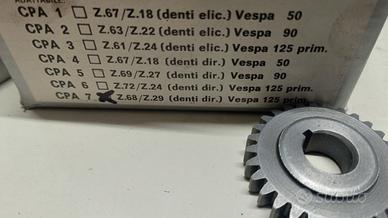 ADATTABILE:
CPA 1 Z.67/Z.18 (denti elic.) Vespa 50
CPA 2 Z.63/Z.22 (denti elic.) Vespa 90
CPA 3 Z.61/Z.24 (denti elic.) Vespa 125 prim.
CPA 4 Z.67/Z.18 (denti dir.) Vespa 50
CPA 5 Z.69/Z.27 (denti dir.) Vespa 90
CPA 6 Z.72/Z.24 (denti dir.) Vespa 125 prim.
CPA 7 Z.68/Z.29 (denti dir.) Vespa 125 prim.
subito